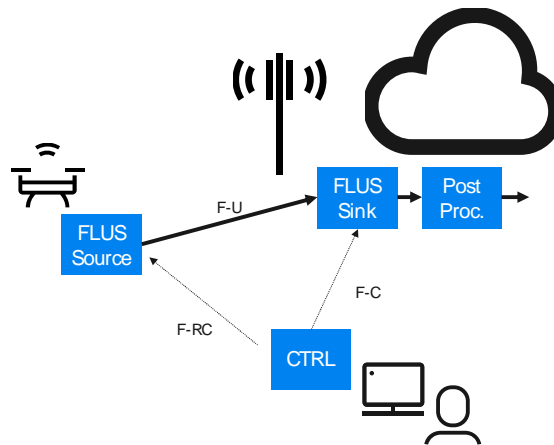 FLUS
Sink
Post
Proc.
F-U
FLUS
Source
F-C
F-RC
CTRL